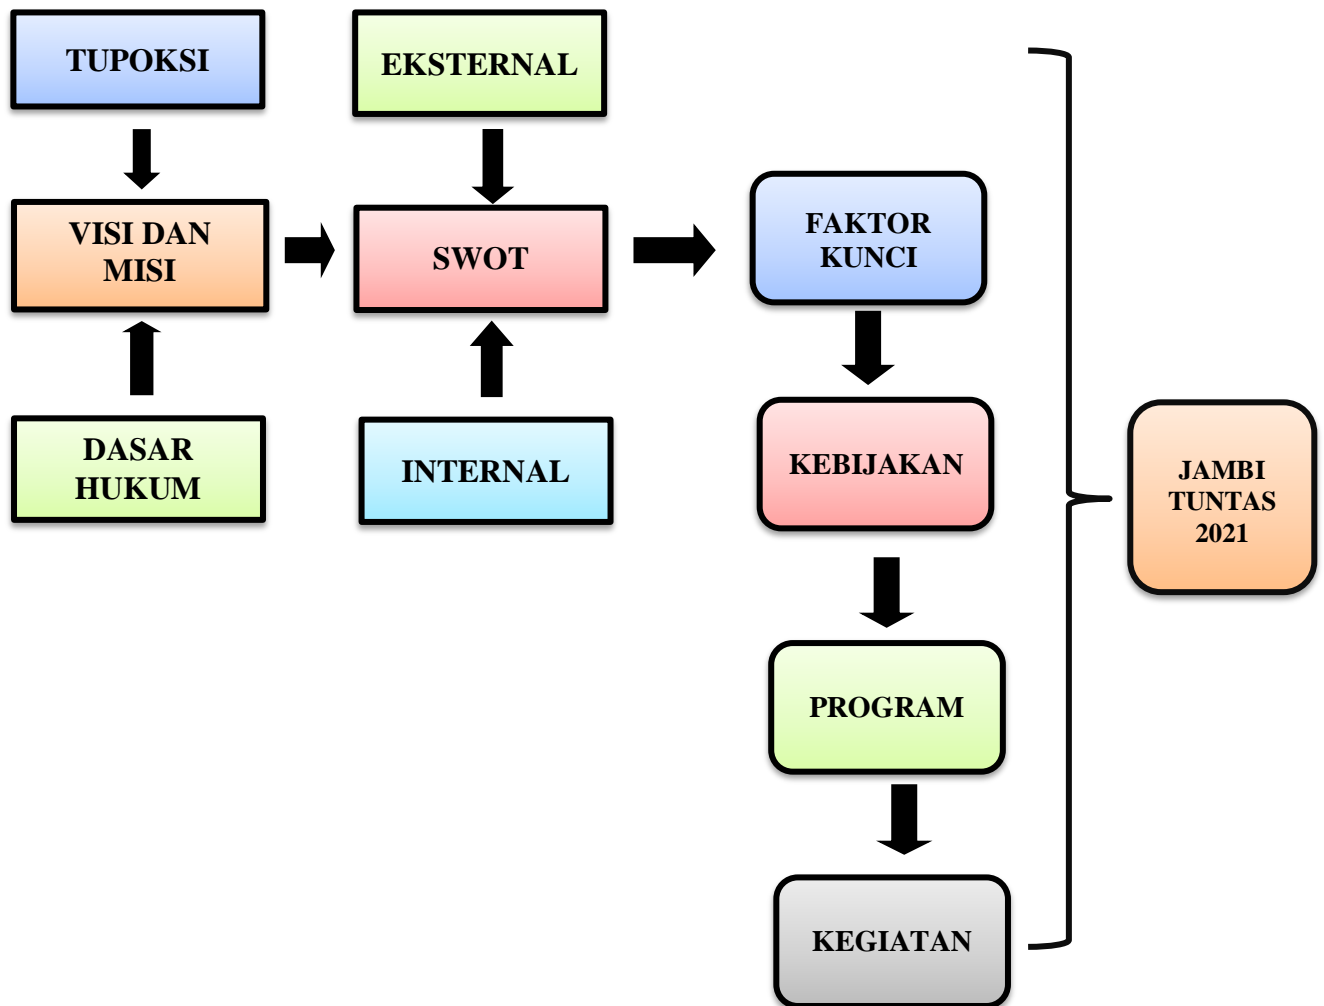 TUPOKSI
EKSTERNAL
VISI DAN
MISI
SWOT
FAKTOR
KUNCI
DASAR
HUKUM
INTERNAL
KEBIJAKAN
JAMBI
TUNTAS
2021
PROGRAM
KEGIATAN